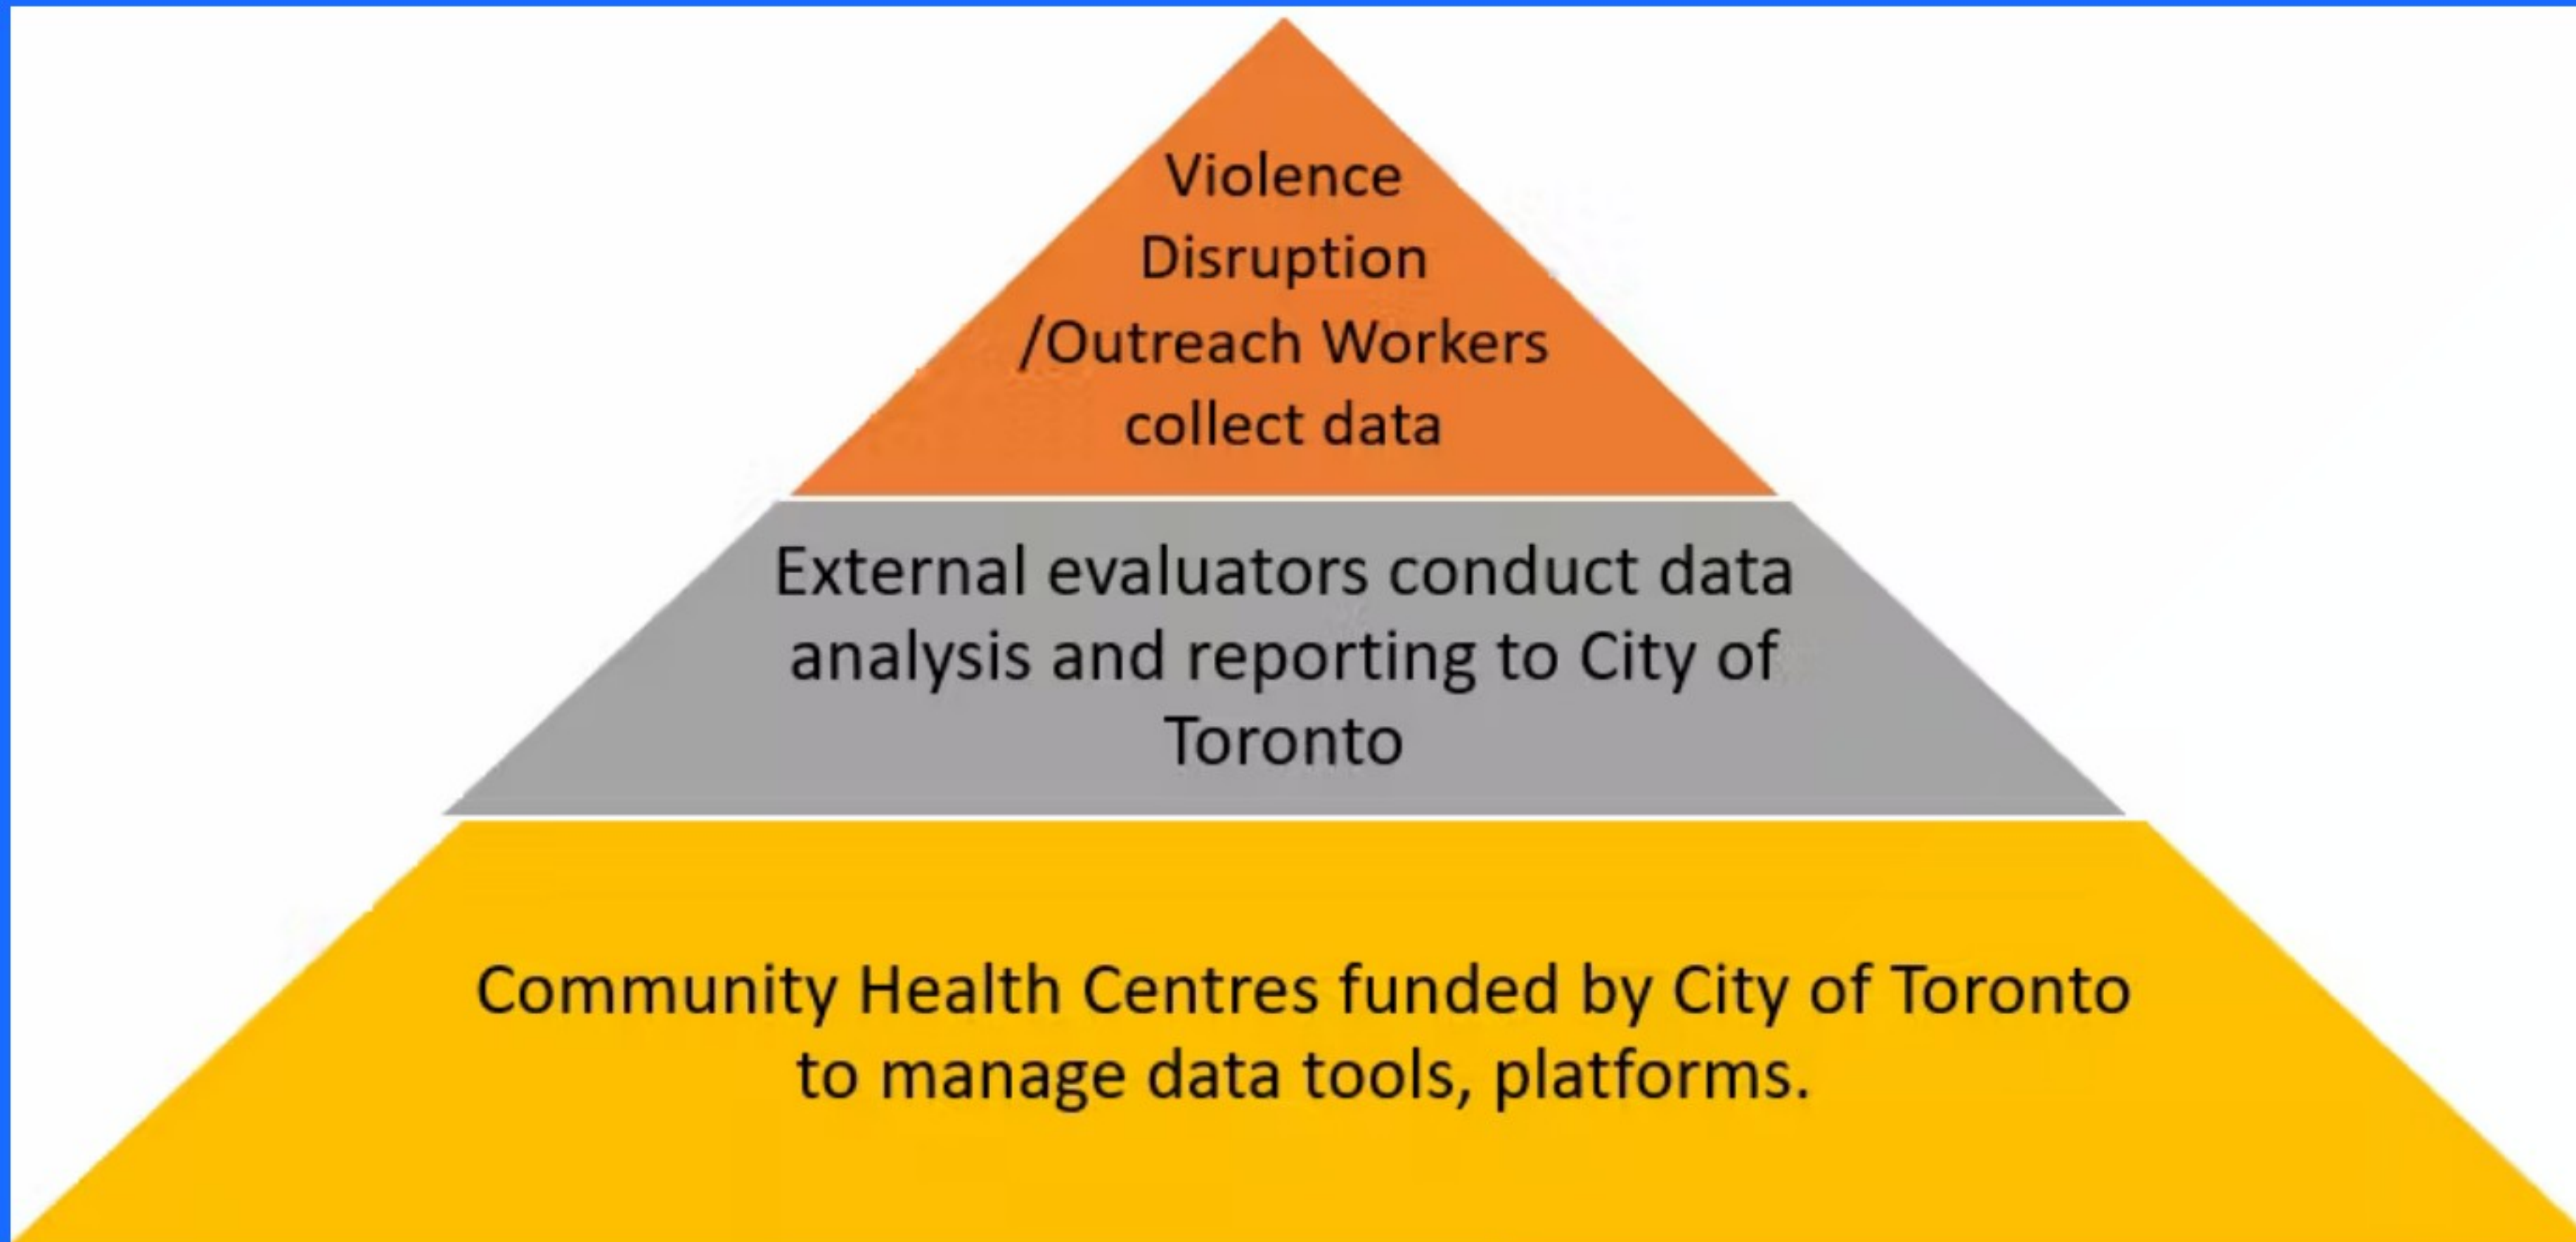 Violence
Disruption
/Outreach Workers
collect data
External evaluators conduct data
analysis and reporting to City of
Toronto
Community Health Centres funded by City of Toronto
to manage data tools, platforms.